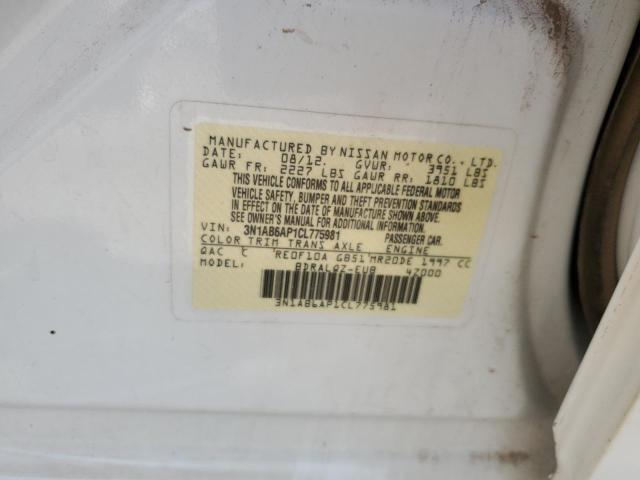 MANUFACTURED BY NISSAN MOTOR CO., LTD.
DATE: 08/12. GVWR: 3951 LBS
GAWR FR: 2227 LBS GAWR RR: 1810 LBS
THIS VEHICLE CONFORMS TO ALL APPLICABLE FEDERAL MOTOR
VEHICLE SAFETY, BUMPER AND THEFT PREVENTION STANDARDS
IN EFFECT ON THE DATE OF MANUFACTURE SHOWN ABOVE.
SEE OWNER'S MANUAL FOR ADDITIONAL INFORMATION.
VIN: 3N1AB6AP1CL775981 PASSENGER CAR.
COLOR TRIM TRANS AXLE ENGINE
QAC C RE0F10A GB51 MR20DE 1997 CC
BDRALQZ-EUB 4Z000
3N1AB6AP1CL775981